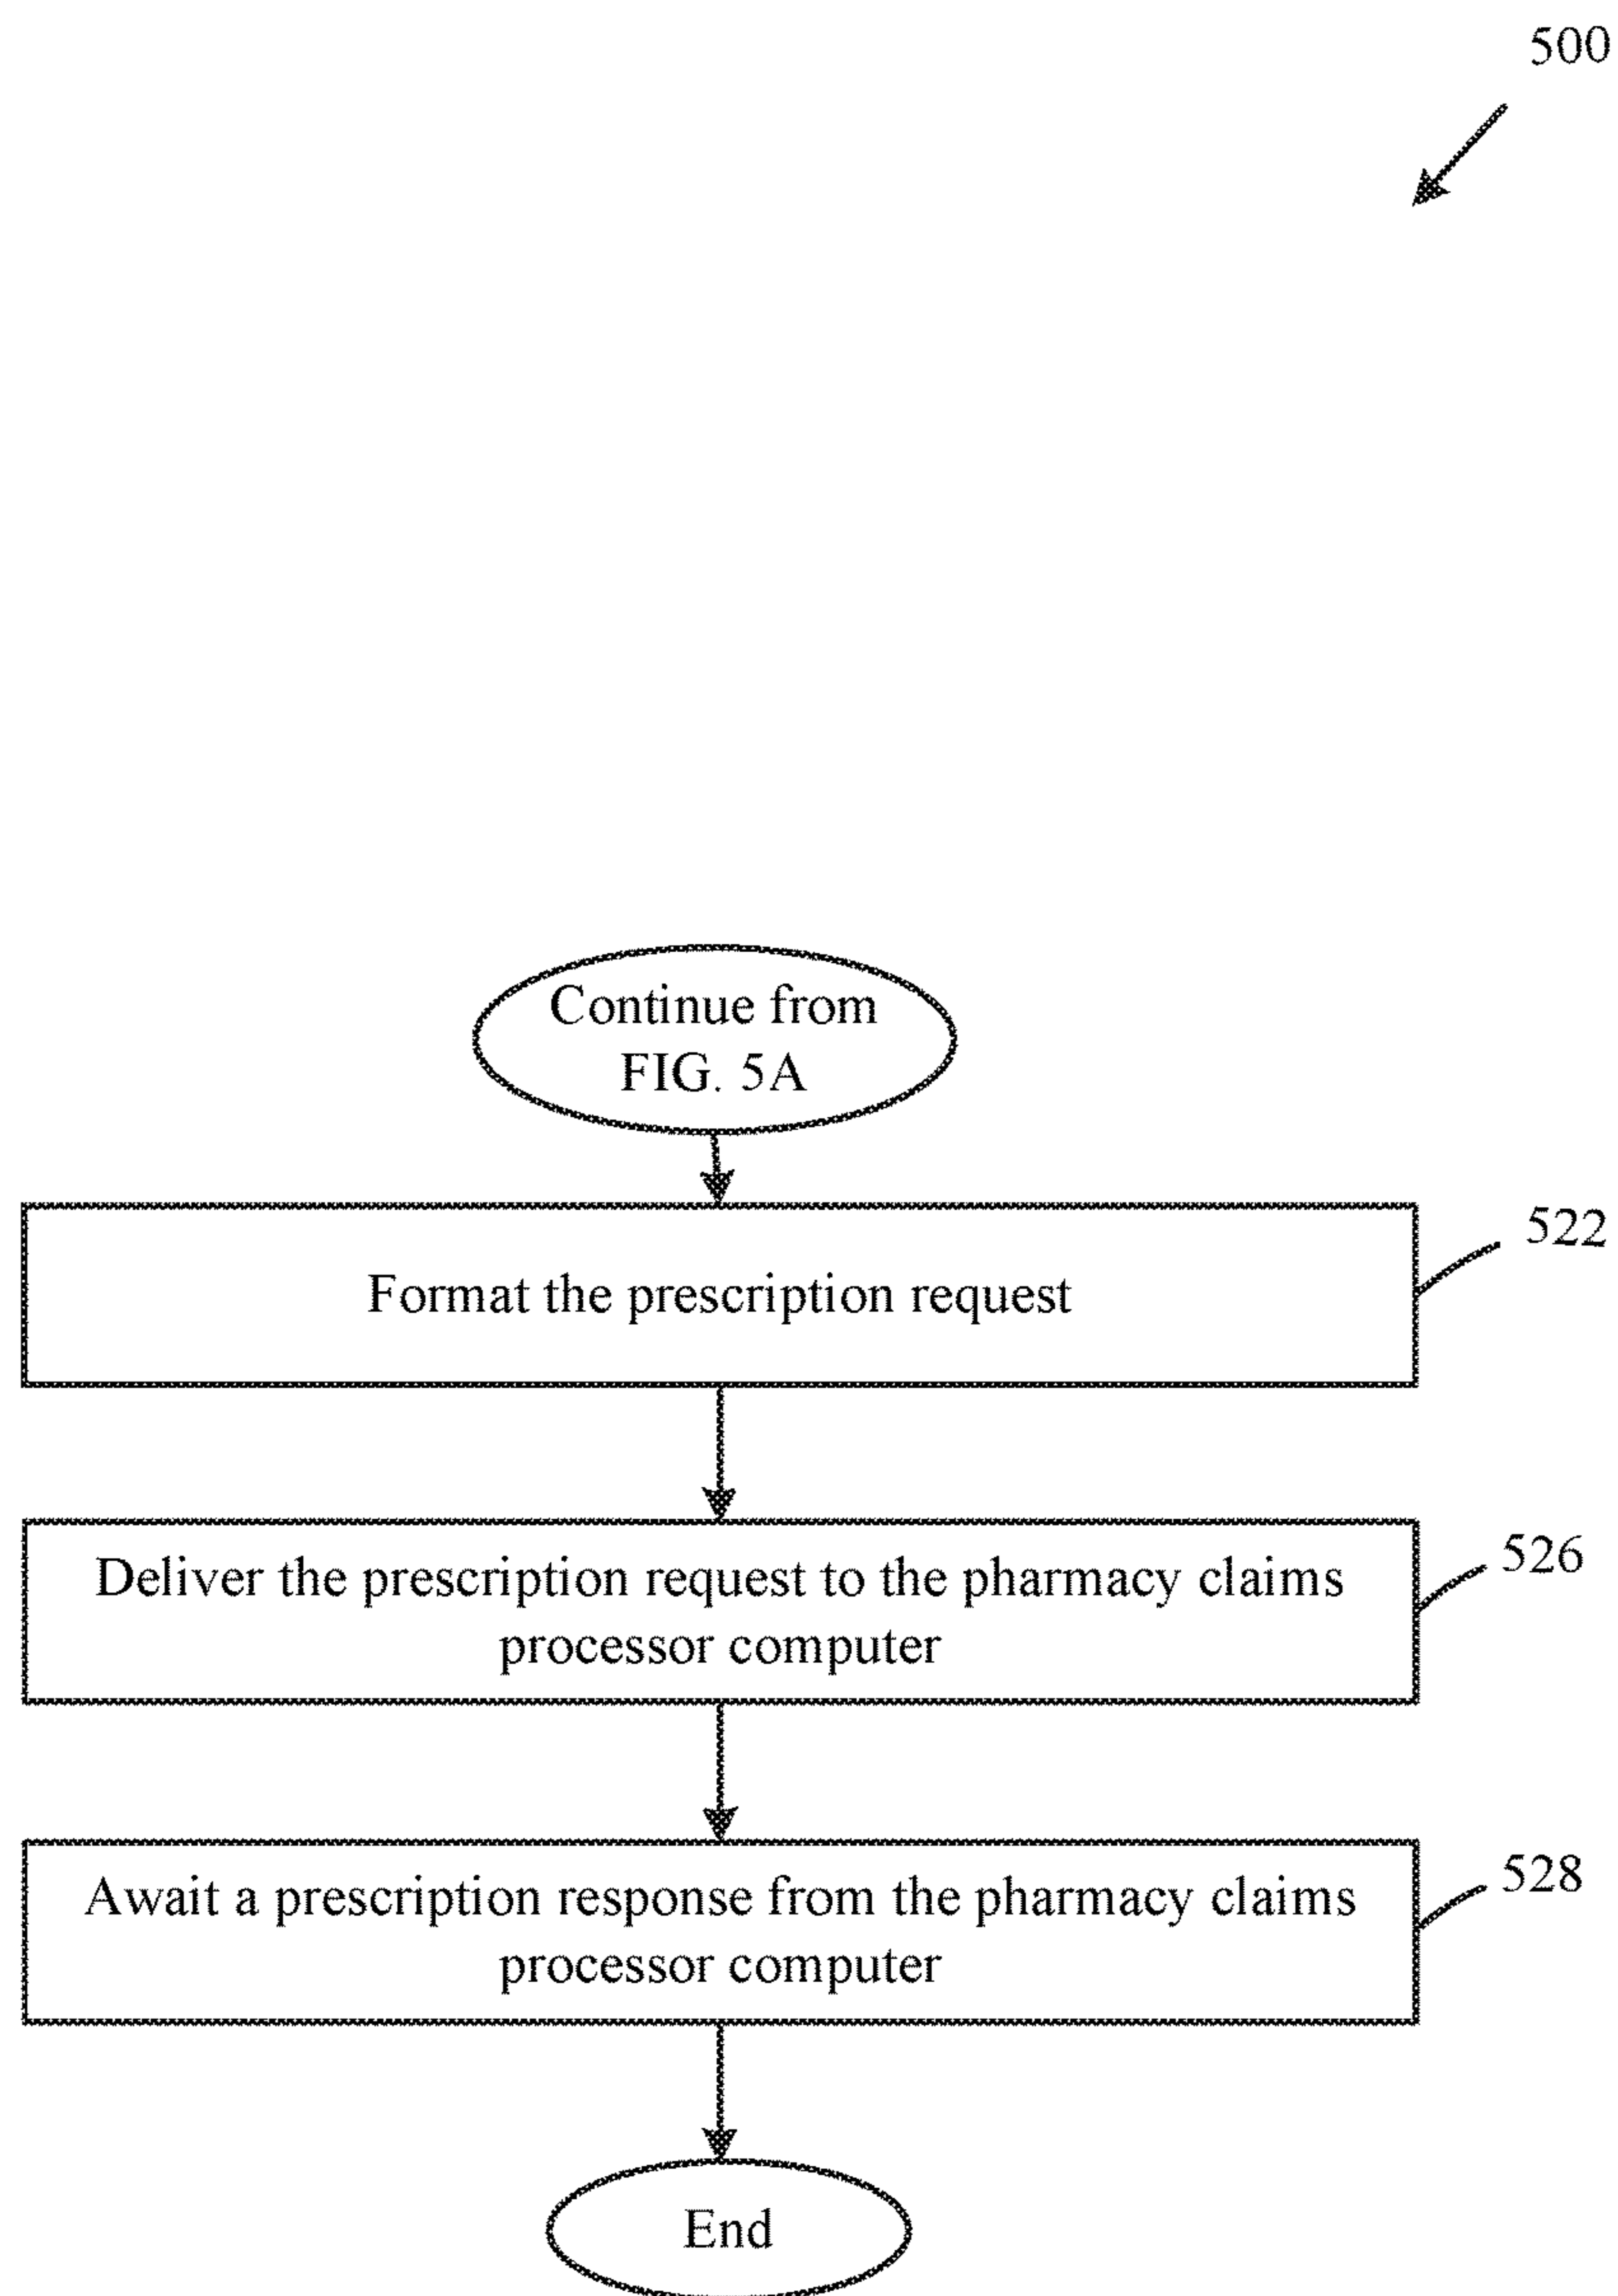 500
Continue from
FIG. 5A
Format the prescription request
522
Deliver the prescription request to the pharmacy claims
processor computer
526
Await a prescription response from the pharmacy claims
processor computer
528
End